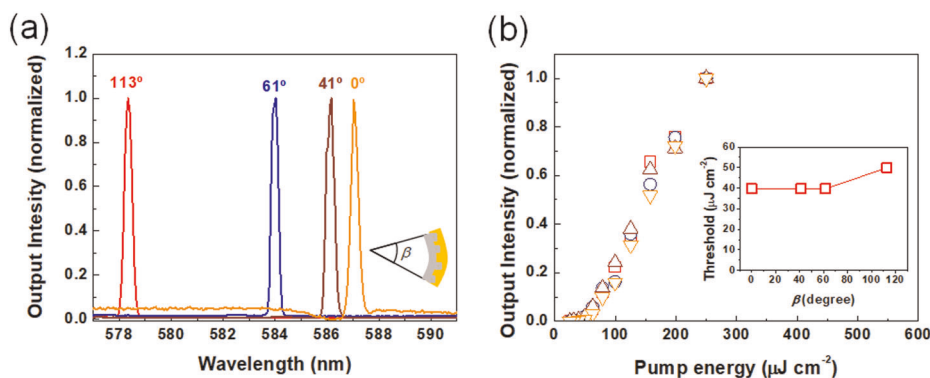 (a)
Output Intesity (normalized)
1.2
1.0
0.8
0.6
0.4
0.2
0.0
113º
61º
41º
0º
β
578 580 582 584 586 588 590
Wavelength (nm)
(b)
Output Intensity (normalized)
1.0
0.8
0.6
0.4
0.2
0.0
Threshold (μJ cm⁻²)
60
50
40
30
20
10
0
0 20 40 60 80 100 120
β (degree)
0 100 200 300 400 500 600
Pump energy (μJ cm⁻²)